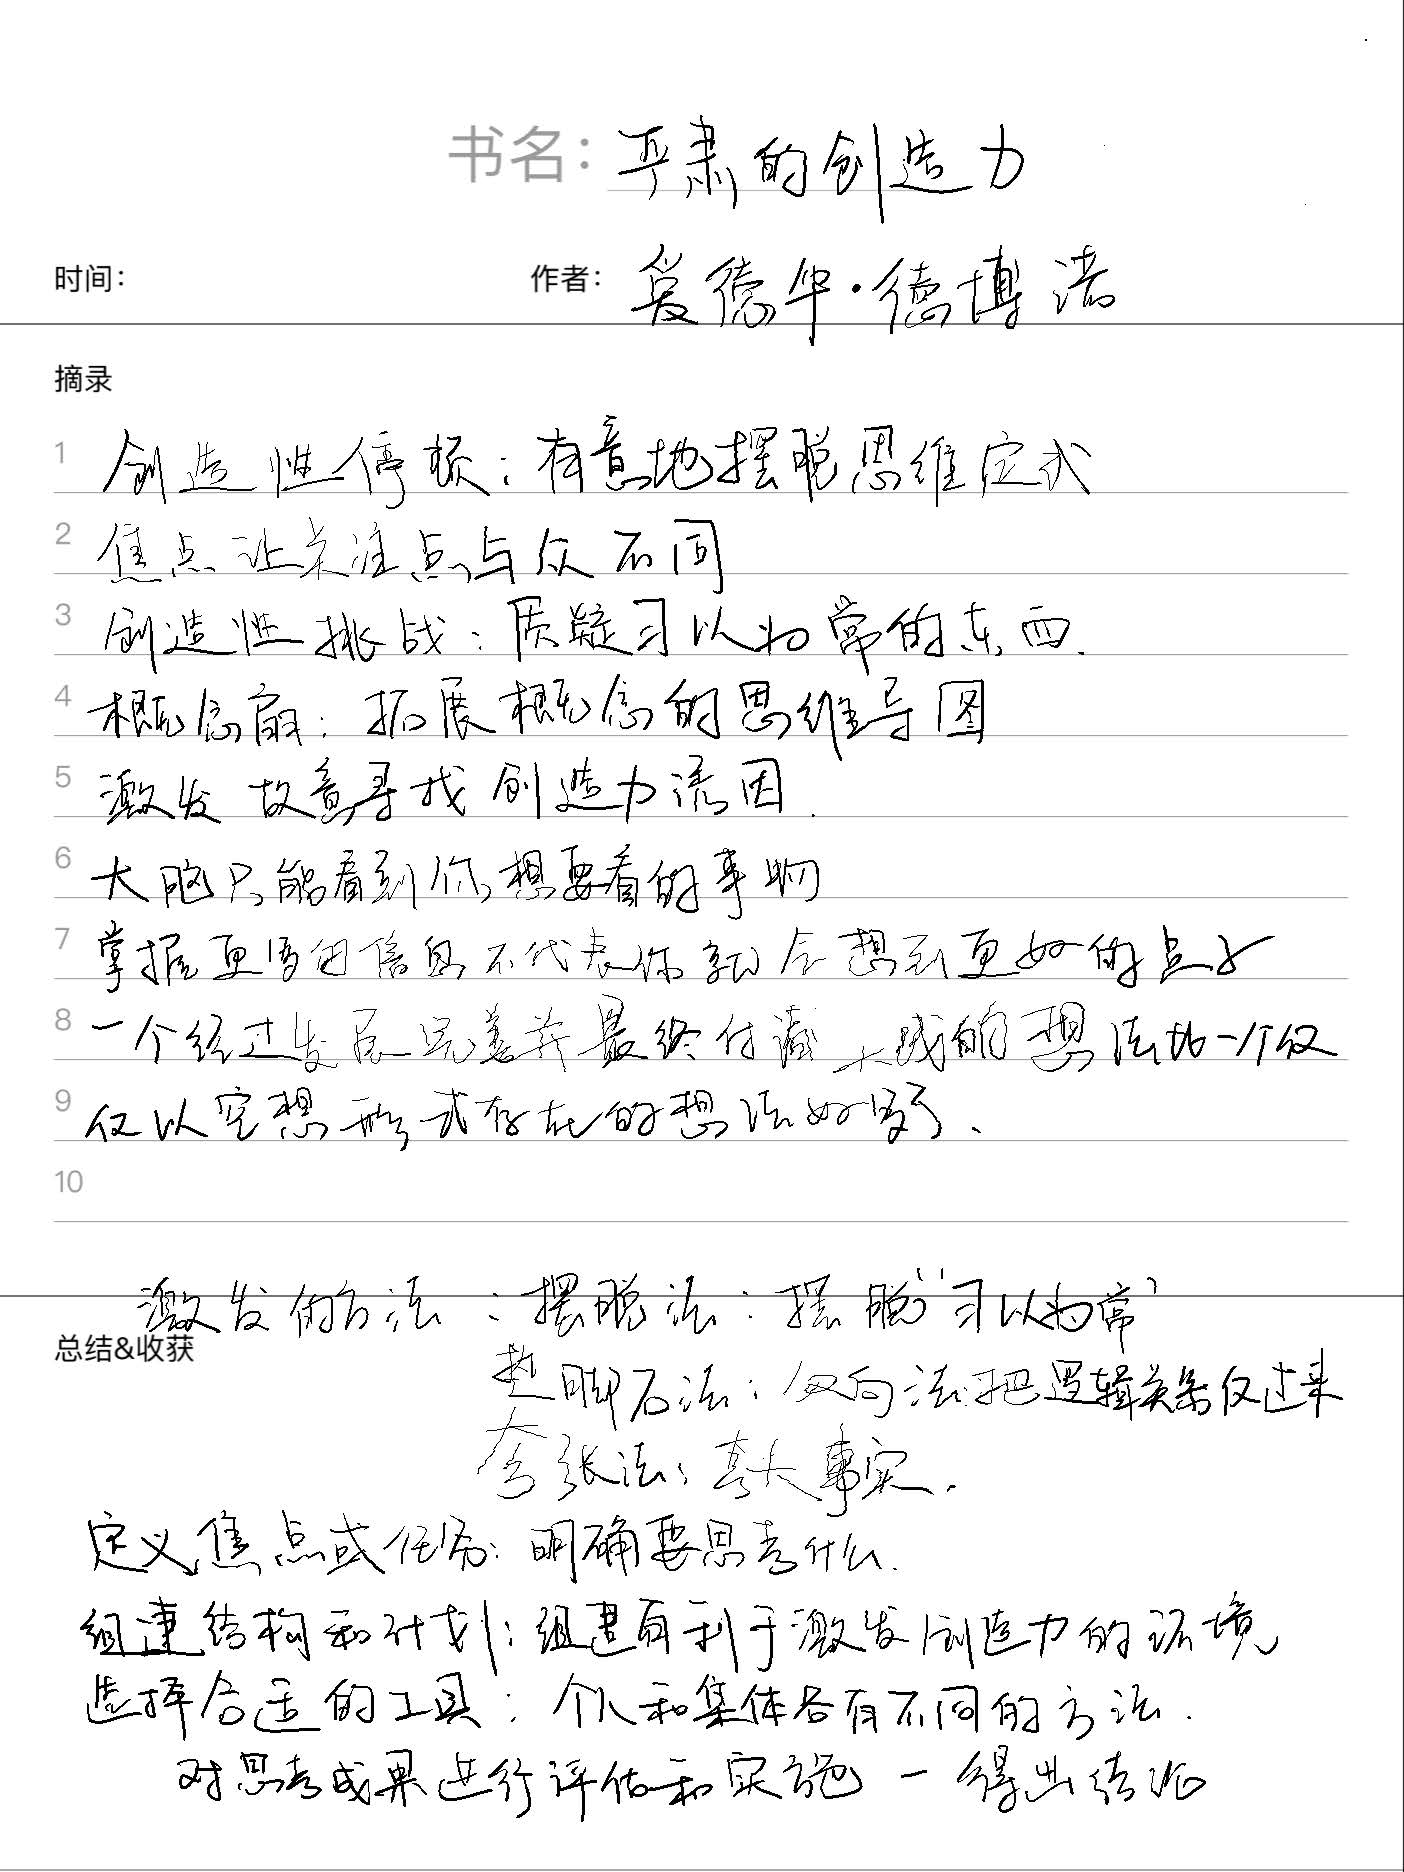 书名：严肃的创造力
时间： 作者：爱德华·德博诺
摘录
1 创造性停顿：有意地摆脱思维定式
2 焦点 让关注点与众不同
3 创造性挑战：质疑习以为常的东西.
4 概念扇：拓展概念的思维导图
5 激发 故意寻找创造力诱因.
6 大脑只能看到你想要看的事物
7 掌握更多的信息不代表你就会想到更好的点子
8 一个经过发展完善并最终付诸 的想法比一个仅
9 仅以空想形式存在的想法好多了.
10
激发的方法：摆脱法：摆脱“习以为常”
总结&收获
垫脚石法：反向法：把逻辑关系反过来
夸张法：夸大事实.
定义焦点或任务：明确要思考什么.
组建结构和计划：组建有利于激发创造力的环境
选择合适的工具：个人和集体各有不同的方法.
对思考成果进行评估和实施 一 得出结论